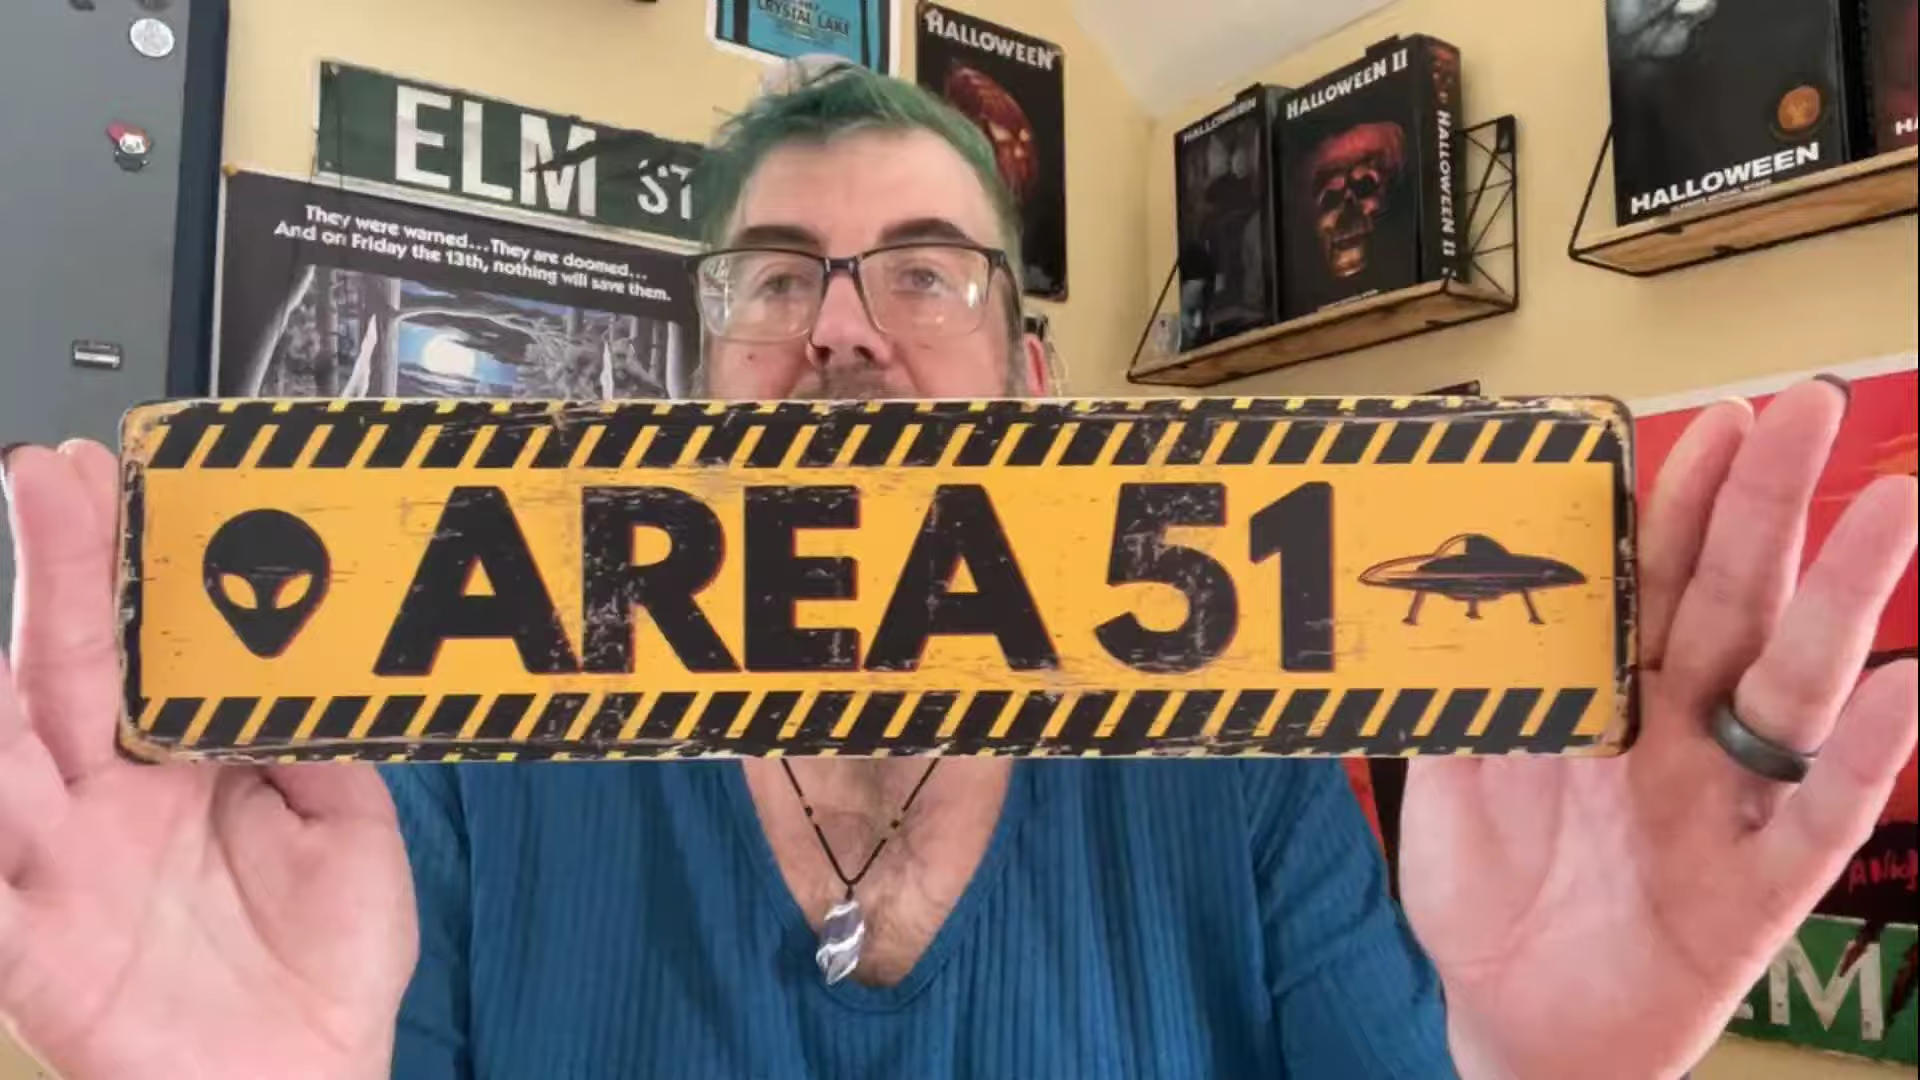 CRYSTAL LAKE
HALLOWEEN
ELM ST
They were warned...They are doomed...
And on Friday the 13th, nothing will save them.
HALLOWEEN
HALLOWEEN II
HALLOWEEN II
HALLOWEEN
AREA 51